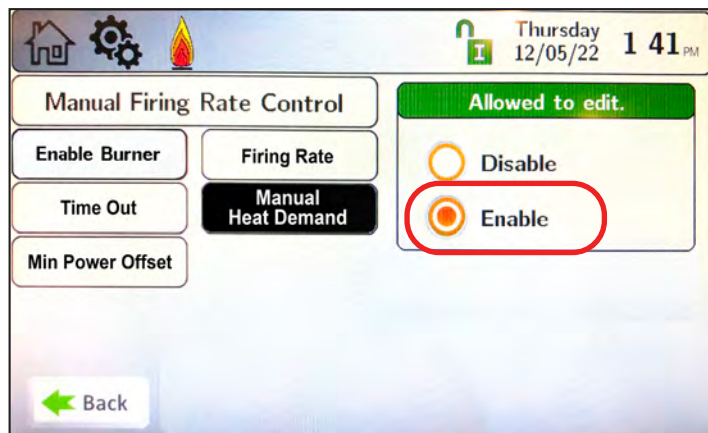 Thursday
12/05/22
1 41 PM
I
Manual Firing Rate Control
Allowed to edit.
Enable Burner
Firing Rate
Disable
Time Out
Manual
Heat Demand
Enable
Min Power Offset
Back